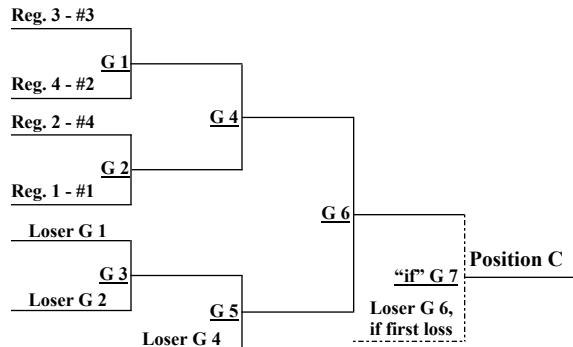 Reg. 3 - #3
G 1
Reg. 4 - #2
G 4
Reg. 2 - #4
G 2
Reg. 1 - #1
G 6
Loser G 1
G 3
Loser G 2
G 5
Loser G 4
Position C
“if” G 7
Loser G 6,
if first loss